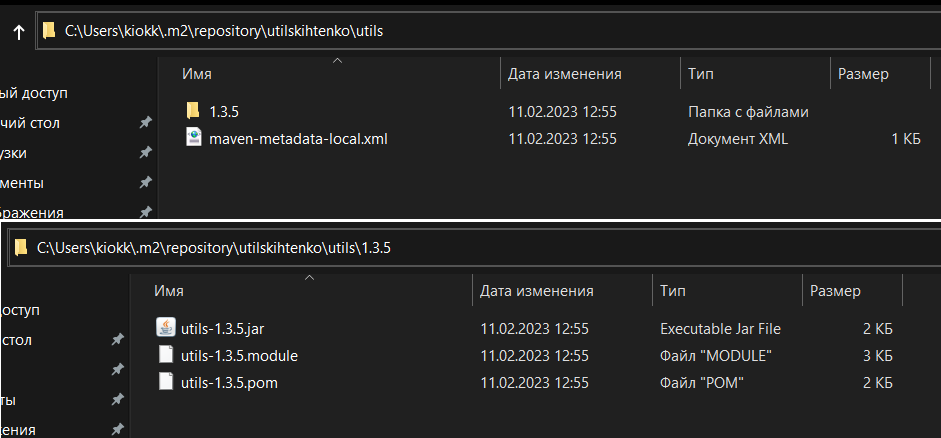 C:\Users\kiokk\.m2\repository\utilskihtenko\utils
Имя Дата изменения Тип Размер
ый доступ
1.3.5 11.02.2023 12:55 Папка с файлами
чий стол
maven-metadata-local.xml 11.02.2023 12:55 Документ XML 1 КБ
узки
менты
бражения
C:\Users\kiokk\.m2\repository\utilskihtenko\utils\1.3.5
Имя Дата изменения Тип Размер
оступ
utils-1.3.5.jar 11.02.2023 12:55 Executable Jar File 2 КБ
стол
utils-1.3.5.module 11.02.2023 12:55 Файл "MODULE" 3 КБ
utils-1.3.5.pom 11.02.2023 12:55 Файл "POM" 2 КБ
ты
ения